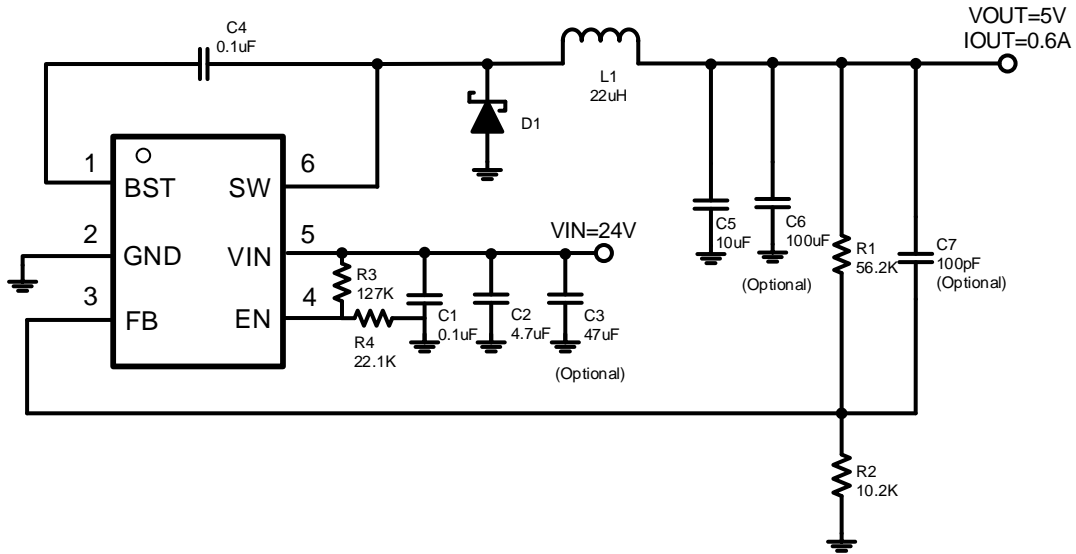 VOUT=5V
IOUT=0.6A
C4
0.1uF
L1
22uH
D1
1
BST
SW
6
2
GND
VIN
5
VIN=24V
3
FB
EN
4
R3
127K
R4
22.1K
C1
0.1uF
C2
4.7uF
C3
47uF
(Optional)
C5
10uF
C6
100uF
(Optional)
R1
56.2K
C7
100pF
(Optional)
R2
10.2K